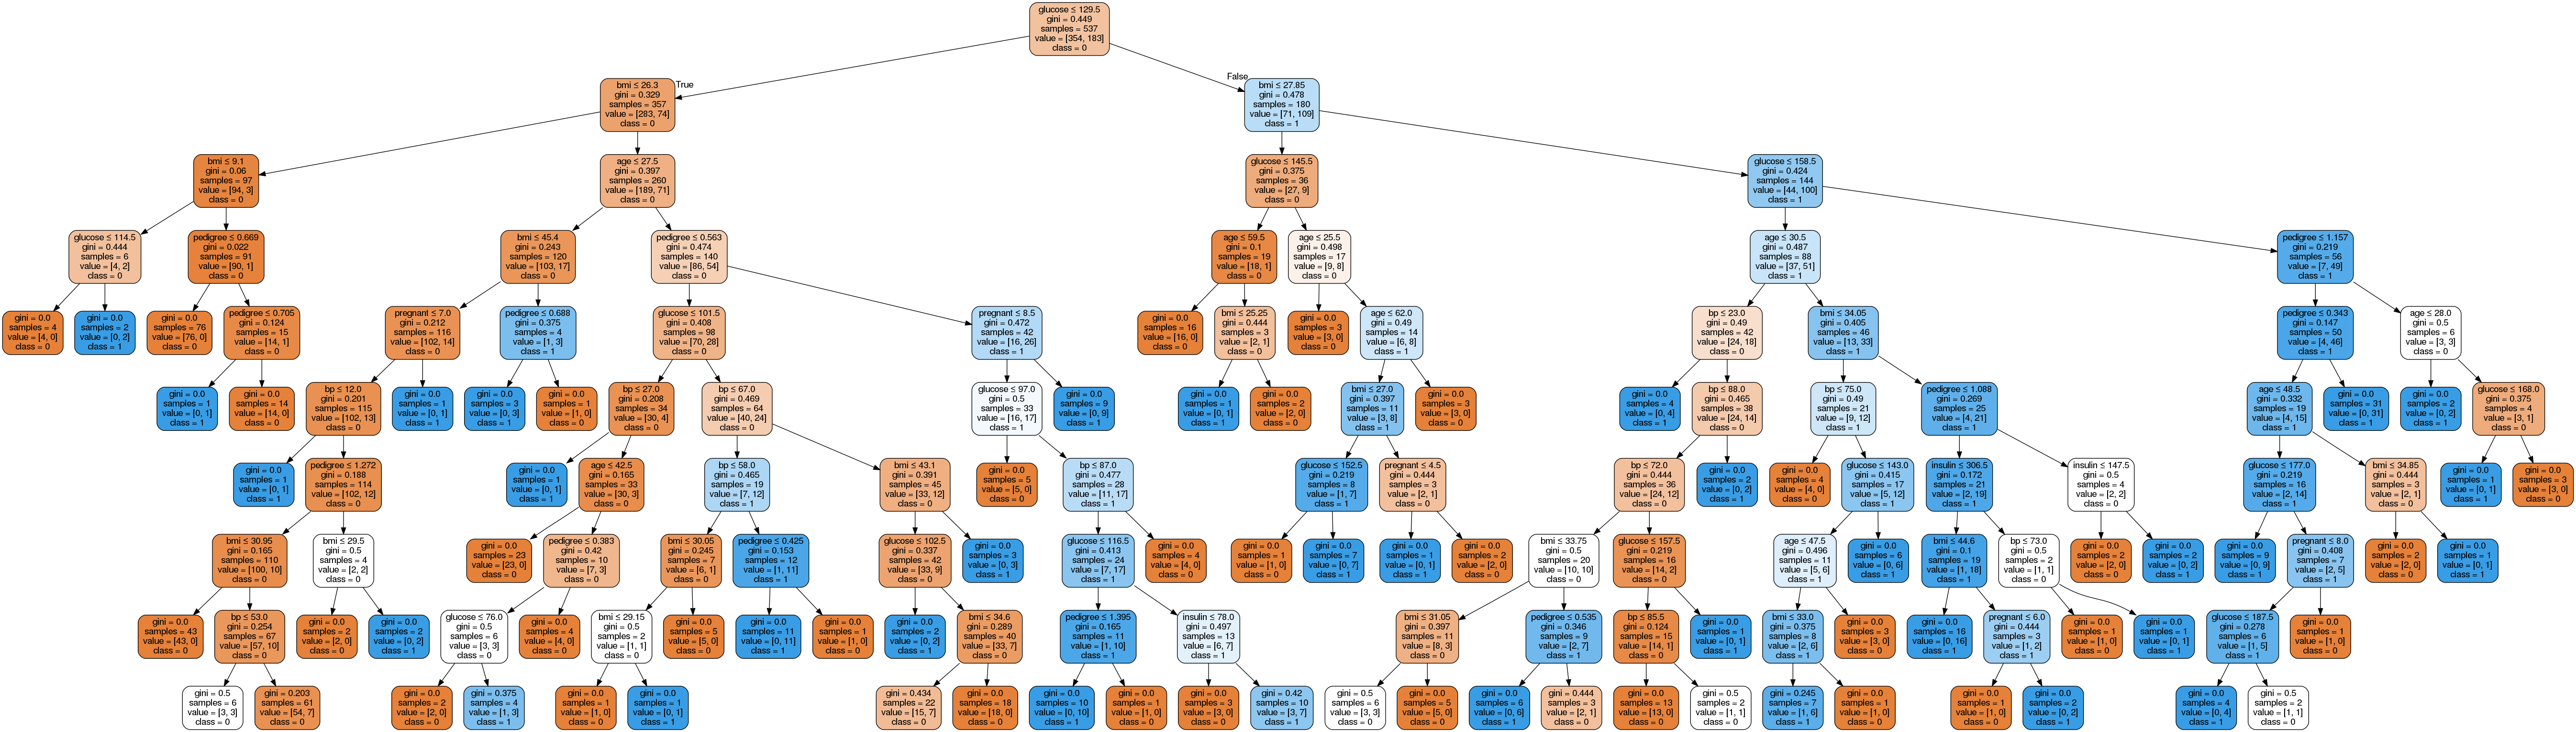 glucose ≤ 129.5
gini = 0.449
samples = 537
value = [354, 183]
class = 0
True
False
bmi ≤ 26.3
gini = 0.329
samples = 357
value = [283, 74]
class = 0
bmi ≤ 27.85
gini = 0.478
samples = 180
value = [71, 109]
class = 1
bmi ≤ 9.1
gini = 0.06
samples = 97
value = [94, 3]
class = 0
age ≤ 27.5
gini = 0.397
samples = 260
value = [189, 71]
class = 0
glucose ≤ 145.5
gini = 0.375
samples = 36
value = [27, 9]
class = 0
glucose ≤ 158.5
gini = 0.424
samples = 144
value = [44, 100]
class = 1
glucose ≤ 114.5
gini = 0.444
samples = 6
value = [4, 2]
class = 0
pedigree ≤ 0.669
gini = 0.022
samples = 91
value = [90, 1]
class = 0
bmi ≤ 45.4
gini = 0.243
samples = 120
value = [103, 17]
class = 0
pedigree ≤ 0.563
gini = 0.474
samples = 140
value = [86, 54]
class = 0
age ≤ 59.5
gini = 0.1
samples = 19
value = [18, 1]
class = 0
age ≤ 25.5
gini = 0.498
samples = 17
value = [9, 8]
class = 0
age ≤ 30.5
gini = 0.487
samples = 88
value = [37, 51]
class = 1
pedigree ≤ 1.157
gini = 0.219
samples = 56
value = [7, 49]
class = 1
gini = 0.0
samples = 4
value = [4, 0]
class = 0
gini = 0.0
samples = 2
value = [0, 2]
class = 1
gini = 0.0
samples = 76
value = [76, 0]
class = 0
pedigree ≤ 0.705
gini = 0.124
samples = 15
value = [14, 1]
class = 0
pregnant ≤ 7.0
gini = 0.212
samples = 116
value = [102, 14]
class = 0
pedigree ≤ 0.688
gini = 0.375
samples = 4
value = [1, 3]
class = 1
glucose ≤ 101.5
gini = 0.408
samples = 98
value = [70, 28]
class = 0
pregnant ≤ 8.5
gini = 0.472
samples = 42
value = [16, 26]
class = 1
gini = 0.0
samples = 16
value = [16, 0]
class = 0
bmi ≤ 25.25
gini = 0.444
samples = 3
value = [2, 1]
class = 0
gini = 0.0
samples = 3
value = [3, 0]
class = 0
age ≤ 62.0
gini = 0.49
samples = 14
value = [6, 8]
class = 1
bp ≤ 23.0
gini = 0.49
samples = 42
value = [24, 18]
class = 0
bmi ≤ 34.05
gini = 0.405
samples = 46
value = [13, 33]
class = 1
pedigree ≤ 0.343
gini = 0.147
samples = 50
value = [4, 46]
class = 1
age ≤ 28.0
gini = 0.5
samples = 6
value = [3, 3]
class = 0
gini = 0.0
samples = 1
value = [0, 1]
class = 1
gini = 0.0
samples = 14
value = [14, 0]
class = 0
bp ≤ 12.0
gini = 0.201
samples = 115
value = [102, 13]
class = 0
gini = 0.0
samples = 1
value = [0, 1]
class = 1
gini = 0.0
samples = 3
value = [0, 3]
class = 1
gini = 0.0
samples = 1
value = [1, 0]
class = 0
bp ≤ 27.0
gini = 0.208
samples = 34
value = [30, 4]
class = 0
bp ≤ 67.0
gini = 0.469
samples = 64
value = [40, 24]
class = 0
glucose ≤ 97.0
gini = 0.5
samples = 33
value = [16, 17]
class = 1
gini = 0.0
samples = 9
value = [0, 9]
class = 1
gini = 0.0
samples = 1
value = [0, 1]
class = 1
gini = 0.0
samples = 2
value = [2, 0]
class = 0
bmi ≤ 27.0
gini = 0.397
samples = 11
value = [3, 8]
class = 1
gini = 0.0
samples = 3
value = [3, 0]
class = 0
gini = 0.0
samples = 4
value = [0, 4]
class = 1
bp ≤ 88.0
gini = 0.465
samples = 38
value = [24, 14]
class = 0
bp ≤ 75.0
gini = 0.49
samples = 21
value = [9, 12]
class = 1
pedigree ≤ 1.088
gini = 0.269
samples = 25
value = [4, 21]
class = 1
age ≤ 48.5
gini = 0.332
samples = 19
value = [4, 15]
class = 1
gini = 0.0
samples = 31
value = [0, 31]
class = 1
gini = 0.0
samples = 2
value = [0, 2]
class = 1
glucose ≤ 168.0
gini = 0.375
samples = 4
value = [3, 1]
class = 0
gini = 0.0
samples = 1
value = [0, 1]
class = 1
pedigree ≤ 1.272
gini = 0.188
samples = 114
value = [102, 12]
class = 0
gini = 0.0
samples = 1
value = [0, 1]
class = 1
age ≤ 42.5
gini = 0.165
samples = 33
value = [30, 3]
class = 0
bp ≤ 58.0
gini = 0.465
samples = 19
value = [7, 12]
class = 1
bmi ≤ 43.1
gini = 0.391
samples = 45
value = [33, 12]
class = 0
gini = 0.0
samples = 5
value = [5, 0]
class = 0
bp ≤ 87.0
gini = 0.477
samples = 28
value = [11, 17]
class = 1
glucose ≤ 152.5
gini = 0.219
samples = 8
value = [1, 7]
class = 1
pregnant ≤ 4.5
gini = 0.444
samples = 3
value = [2, 1]
class = 0
bp ≤ 72.0
gini = 0.444
samples = 36
value = [24, 12]
class = 0
gini = 0.0
samples = 2
value = [0, 2]
class = 1
gini = 0.0
samples = 4
value = [4, 0]
class = 0
glucose ≤ 143.0
gini = 0.415
samples = 17
value = [5, 12]
class = 1
insulin ≤ 306.5
gini = 0.172
samples = 21
value = [2, 19]
class = 1
insulin ≤ 147.5
gini = 0.5
samples = 4
value = [2, 2]
class = 0
glucose ≤ 177.0
gini = 0.219
samples = 16
value = [2, 14]
class = 1
bmi ≤ 34.85
gini = 0.444
samples = 3
value = [2, 1]
class = 0
gini = 0.0
samples = 1
value = [0, 1]
class = 1
gini = 0.0
samples = 3
value = [3, 0]
class = 0
bmi ≤ 30.95
gini = 0.165
samples = 110
value = [100, 10]
class = 0
bmi ≤ 29.5
gini = 0.5
samples = 4
value = [2, 2]
class = 0
gini = 0.0
samples = 23
value = [23, 0]
class = 0
pedigree ≤ 0.383
gini = 0.42
samples = 10
value = [7, 3]
class = 0
bmi ≤ 30.05
gini = 0.245
samples = 7
value = [6, 1]
class = 0
pedigree ≤ 0.425
gini = 0.153
samples = 12
value = [1, 11]
class = 1
glucose ≤ 102.5
gini = 0.337
samples = 42
value = [33, 9]
class = 0
gini = 0.0
samples = 3
value = [0, 3]
class = 1
glucose ≤ 116.5
gini = 0.413
samples = 24
value = [7, 17]
class = 1
gini = 0.0
samples = 4
value = [4, 0]
class = 0
gini = 0.0
samples = 1
value = [1, 0]
class = 0
gini = 0.0
samples = 7
value = [0, 7]
class = 1
gini = 0.0
samples = 1
value = [0, 1]
class = 1
gini = 0.0
samples = 2
value = [2, 0]
class = 0
bmi ≤ 33.75
gini = 0.5
samples = 20
value = [10, 10]
class = 0
glucose ≤ 157.5
gini = 0.219
samples = 16
value = [14, 2]
class = 0
age ≤ 47.5
gini = 0.496
samples = 11
value = [5, 6]
class = 1
gini = 0.0
samples = 6
value = [0, 6]
class = 1
bmi ≤ 44.6
gini = 0.1
samples = 19
value = [1, 18]
class = 1
bp ≤ 73.0
gini = 0.5
samples = 2
value = [1, 1]
class = 0
gini = 0.0
samples = 2
value = [2, 0]
class = 0
gini = 0.0
samples = 2
value = [0, 2]
class = 1
gini = 0.0
samples = 9
value = [0, 9]
class = 1
pregnant ≤ 8.0
gini = 0.408
samples = 7
value = [2, 5]
class = 1
gini = 0.0
samples = 2
value = [2, 0]
class = 0
gini = 0.0
samples = 1
value = [0, 1]
class = 1
gini = 0.0
samples = 43
value = [43, 0]
class = 0
bp ≤ 53.0
gini = 0.254
samples = 67
value = [57, 10]
class = 0
gini = 0.0
samples = 2
value = [2, 0]
class = 0
gini = 0.0
samples = 2
value = [0, 2]
class = 1
glucose ≤ 76.0
gini = 0.5
samples = 6
value = [3, 3]
class = 0
gini = 0.0
samples = 4
value = [4, 0]
class = 0
bmi ≤ 29.15
gini = 0.5
samples = 2
value = [1, 1]
class = 0
gini = 0.0
samples = 5
value = [5, 0]
class = 0
gini = 0.0
samples = 11
value = [0, 11]
class = 1
gini = 0.0
samples = 1
value = [1, 0]
class = 0
gini = 0.0
samples = 2
value = [0, 2]
class = 1
bmi ≤ 34.6
gini = 0.289
samples = 40
value = [33, 7]
class = 0
pedigree ≤ 1.395
gini = 0.165
samples = 11
value = [1, 10]
class = 1
insulin ≤ 78.0
gini = 0.497
samples = 13
value = [6, 7]
class = 1
bmi ≤ 31.05
gini = 0.397
samples = 11
value = [8, 3]
class = 0
pedigree ≤ 0.535
gini = 0.346
samples = 9
value = [2, 7]
class = 1
bp ≤ 85.5
gini = 0.124
samples = 15
value = [14, 1]
class = 0
gini = 0.0
samples = 1
value = [0, 1]
class = 1
bmi ≤ 33.0
gini = 0.375
samples = 8
value = [2, 6]
class = 1
gini = 0.0
samples = 3
value = [3, 0]
class = 0
gini = 0.0
samples = 16
value = [0, 16]
class = 1
pregnant ≤ 6.0
gini = 0.444
samples = 3
value = [1, 2]
class = 1
gini = 0.0
samples = 1
value = [1, 0]
class = 0
gini = 0.0
samples = 1
value = [0, 1]
class = 1
glucose ≤ 187.5
gini = 0.278
samples = 6
value = [1, 5]
class = 1
gini = 0.0
samples = 1
value = [1, 0]
class = 0
gini = 0.5
samples = 6
value = [3, 3]
class = 0
gini = 0.203
samples = 61
value = [54, 7]
class = 0
gini = 0.0
samples = 2
value = [2, 0]
class = 0
gini = 0.375
samples = 4
value = [1, 3]
class = 1
gini = 0.0
samples = 1
value = [1, 0]
class = 0
gini = 0.0
samples = 1
value = [0, 1]
class = 1
gini = 0.434
samples = 22
value = [15, 7]
class = 0
gini = 0.0
samples = 18
value = [18, 0]
class = 0
gini = 0.0
samples = 10
value = [0, 10]
class = 1
gini = 0.0
samples = 1
value = [1, 0]
class = 0
gini = 0.0
samples = 3
value = [3, 0]
class = 0
gini = 0.42
samples = 10
value = [3, 7]
class = 1
gini = 0.5
samples = 6
value = [3, 3]
class = 0
gini = 0.0
samples = 5
value = [5, 0]
class = 0
gini = 0.0
samples = 6
value = [0, 6]
class = 1
gini = 0.444
samples = 3
value = [2, 1]
class = 0
gini = 0.0
samples = 13
value = [13, 0]
class = 0
gini = 0.5
samples = 2
value = [1, 1]
class = 0
gini = 0.245
samples = 7
value = [1, 6]
class = 1
gini = 0.0
samples = 1
value = [1, 0]
class = 0
gini = 0.0
samples = 1
value = [1, 0]
class = 0
gini = 0.0
samples = 2
value = [0, 2]
class = 1
gini = 0.0
samples = 4
value = [0, 4]
class = 1
gini = 0.5
samples = 2
value = [1, 1]
class = 0